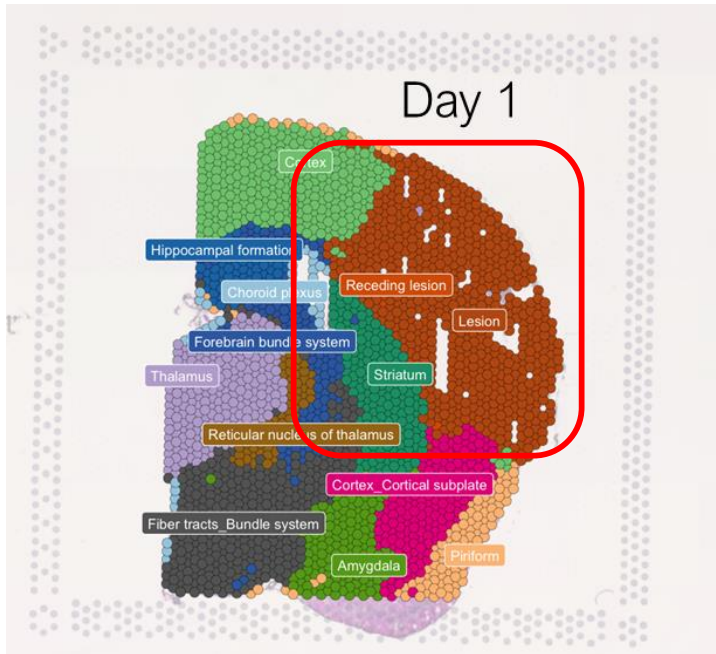 Day 1
Cortex
Hippocampal formation
Choroid plexus
Receding lesion
Lesion
Forebrain bundle system
Thalamus
Striatum
Reticular nucleus of thalamus
Cortex_Cortical subplate
Fiber tracts_Bundle system
Amygdala
Piriform